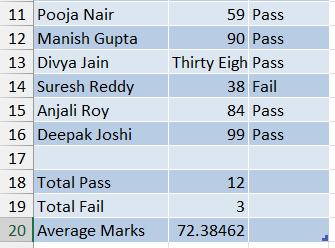 11 Pooja Nair 59 Pass
12 Manish Gupta 90 Pass
13 Divya Jain Thirty Eigh Pass
14 Suresh Reddy 38 Fail
15 Anjali Roy 84 Pass
16 Deepak Joshi 99 Pass
17
18 Total Pass 12
19 Total Fail 3
20 Average Marks 72.38462